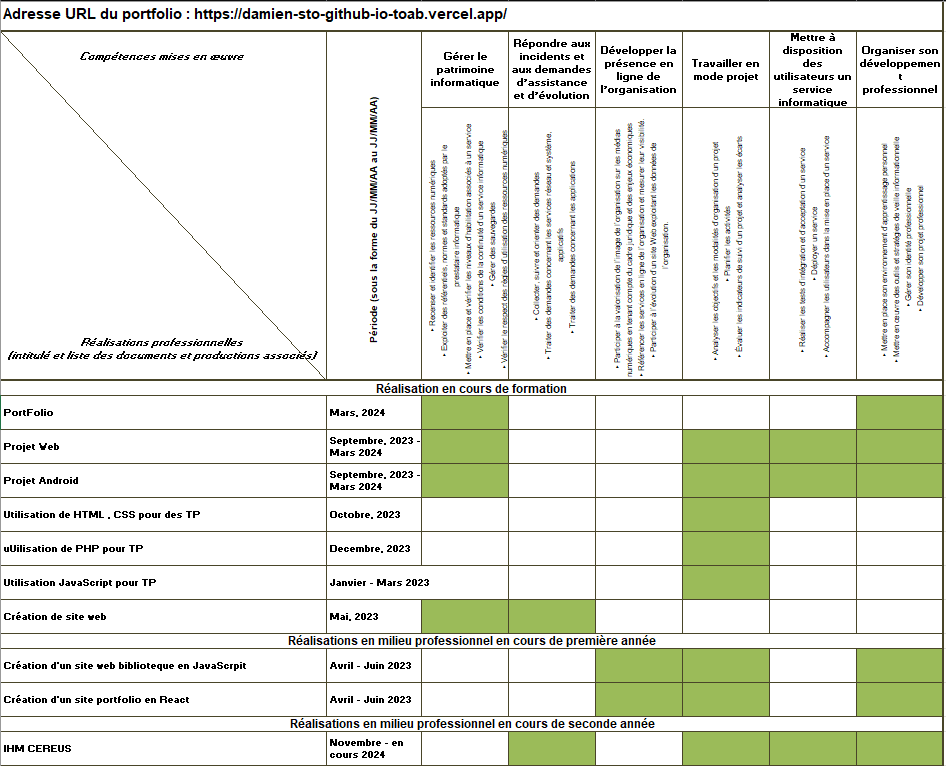 Adresse URL du portfolio : https://damien-sto-github-io-toab.vercel.app/
Compétences mises en œuvre
Réalisations professionnelles
(intitulé et liste des documents et productions associés)
Période (sous la forme du JJ/MM/AA au JJ/MM/AA)
Gérer le
patrimoine
informatique
Répondre aux
incidents et
aux demandes
d'assistance
et d'évolution
Développer la
présence en
ligne de
l'organisation
Travailler en
mode projet
Mettre à
disposition
des
utilisateurs un
service
informatique
Organiser son
développemen
t
professionnel
• Recenser et identifier les ressources numériques
• Exploiter des référentiels, normes et standards adoptés par le
prestataire informatique
• Mettre en place et vérifier les niveaux d'habilitation associés à un service
• Vérifier les conditions de la continuité d'un service informatique
• Gérer des sauvegardes
• Vérifier le respect des règles d'utilisation des ressources numériques
• Collecter, suivre et orienter des demandes
• Traiter des demandes concernant les services réseau et système,
applicatifs
• Traiter des demandes concernant les applications
• Participer à la valorisation de l'image de l'organisation sur les médias
numériques en tenant compte du cadre juridique et des enjeux économiques
• Référencer les services en ligne de l'organisation et mesurer leur visibilité.
• Participer à l'évolution d'un site Web exploitant les données de
l'organisation.
• Analyser les objectifs et les modalités d'organisation d'un projet
• Planifier les activités
• Évaluer les indicateurs de suivi d'un projet et analyser les écarts
• Réaliser les tests d'intégration et d'acceptation d'un service
• Déployer un service
• Accompagner les utilisateurs dans la mise en place d'un service
• Mettre en place son environnement d'apprentissage personnel
• Mettre en œuvre des outils et stratégies de veille informationnelle
• Gérer son identité professionnelle
• Développer son projet professionnel
Réalisation en cours de formation
PortFolio
Mars, 2024
Projet Web
Septembre, 2023 -
Mars 2024
Projet Android
Septembre, 2023 -
Mars 2024
Utilisation de HTML , CSS pour des TP
Octobre, 2023
uUilisation de PHP pour TP
Decembre, 2023
Utilisation JavaScript pour TP
Janvier - Mars 2023
Création de site web
Mai, 2023
Réalisations en milieu professionnel en cours de première année
Création d'un site web biblioteque en JavaSerpit
Avril - Juin 2023
Création d'un site portfolio en React
Avril - Juin 2023
Réalisations en milieu professionnel en cours de seconde année
IHM CEREUS
Novembre - en
cours 2024